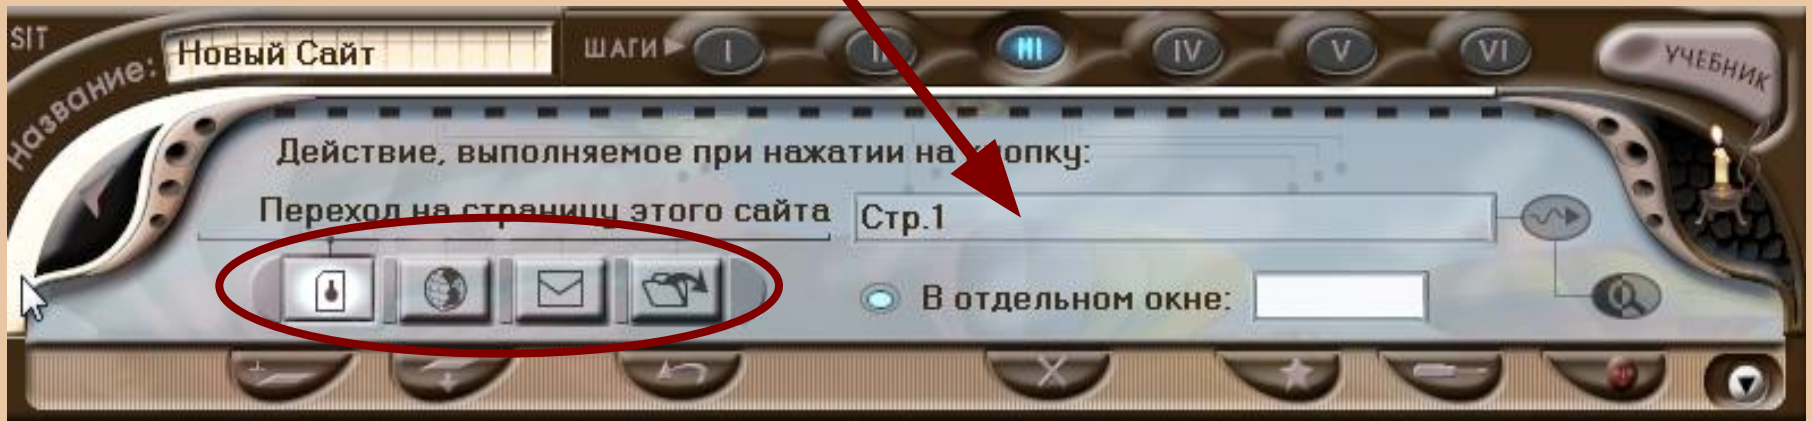 SIT
Название:
Новый Сайт
ШАГИ
I
II
III
IV
V
VI
УЧЕБНИК
Действие, выполняемое при нажатии на кнопку:
Переход на страницу этого сайта
Стр.1
В отдельном окне: